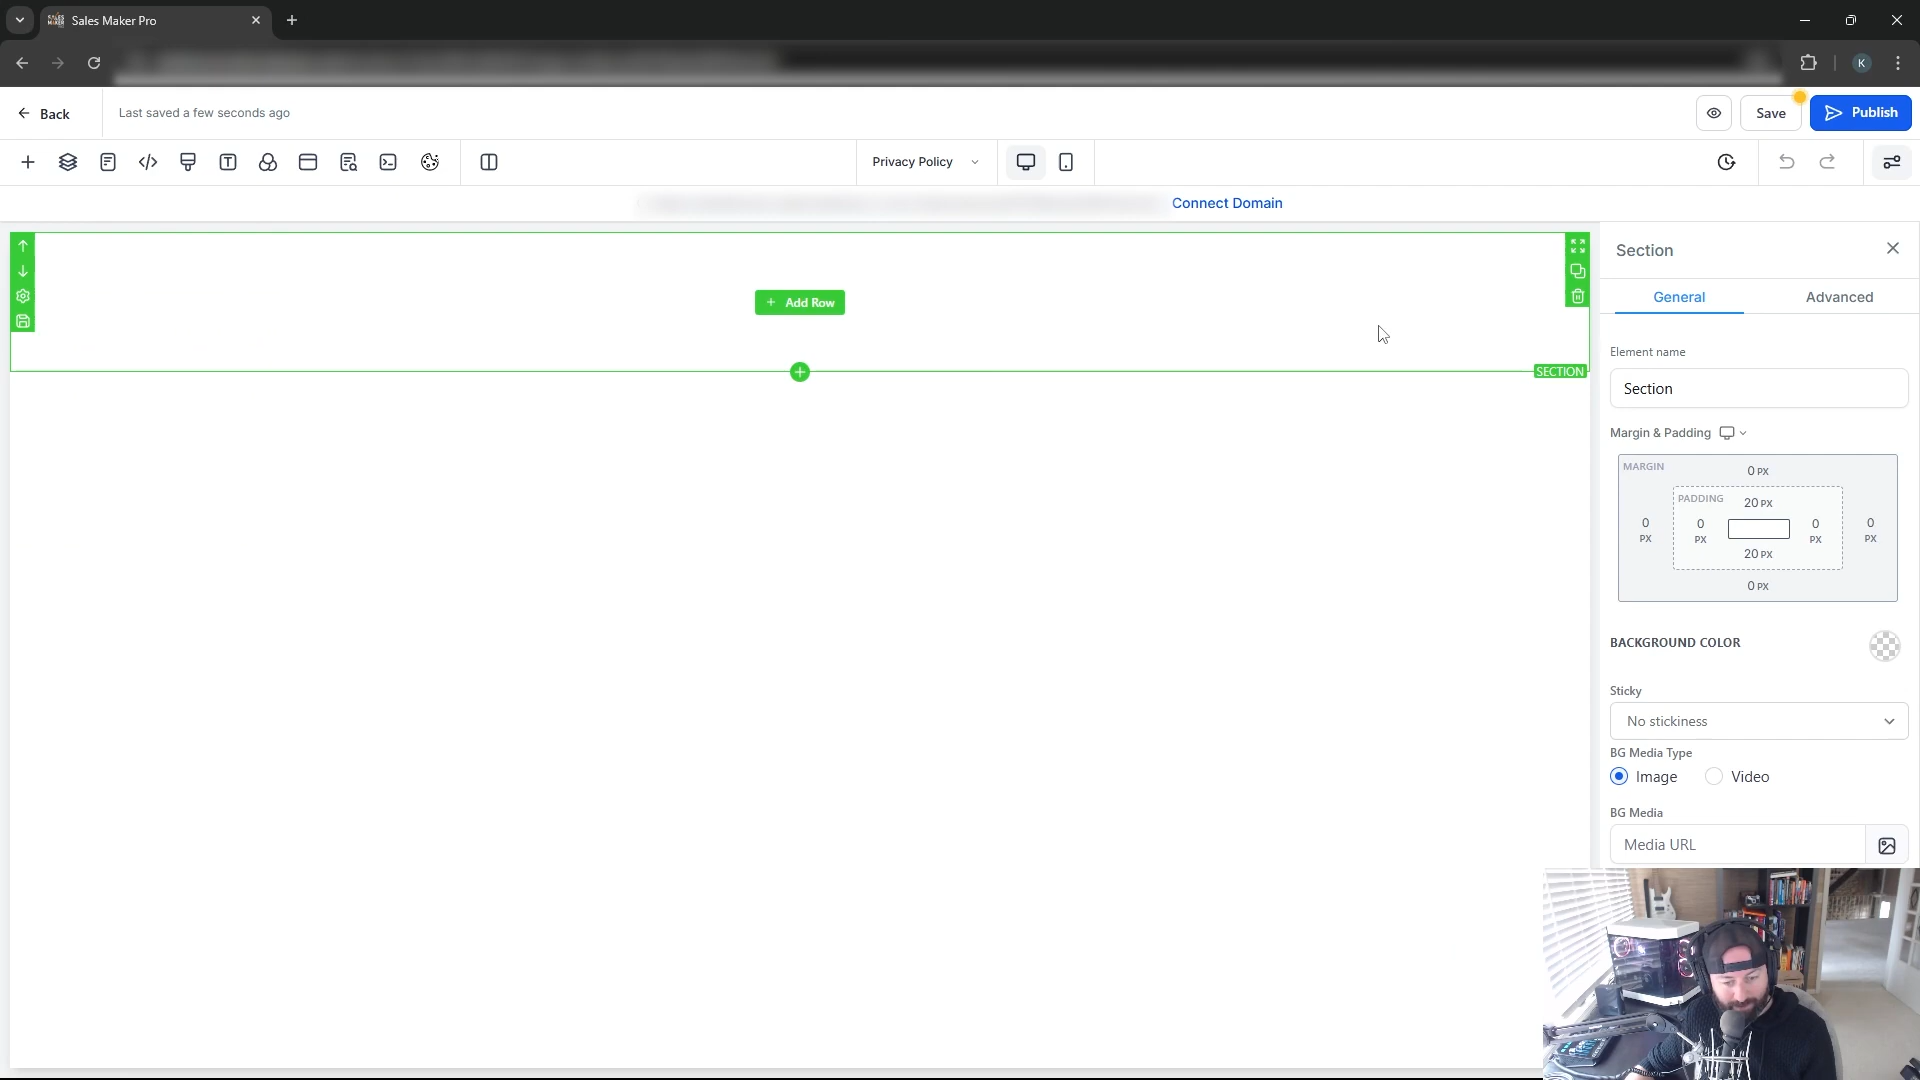 Sales Maker Pro
K
Back
Last saved a few seconds ago
Save
Publish
Privacy Policy
Connect Domain
Add Row
SECTION
Section
General
Advanced
Element name
Section
Margin & Padding
MARGIN
0 PX
PADDING
20 PX
0 PX
0 PX
0 PX
0 PX
20 PX
0 PX
BACKGROUND COLOR
Sticky
No stickiness
BG Media Type
Image
Video
BG Media
Media URL